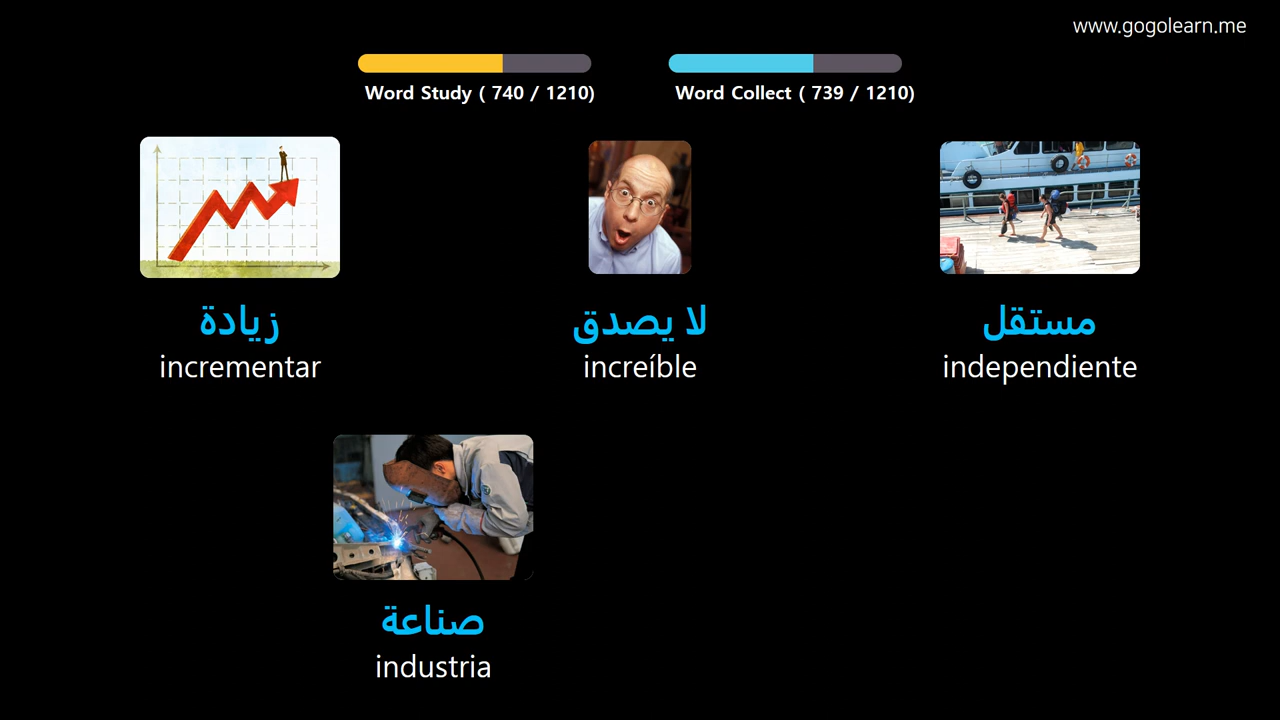 www.gogolearn.me
Word Study ( 740 / 1210)
Word Collect ( 739 / 1210)
زيادة
incrementar
لا يصدق
increíble
مستقل
independiente
صناعة
industria